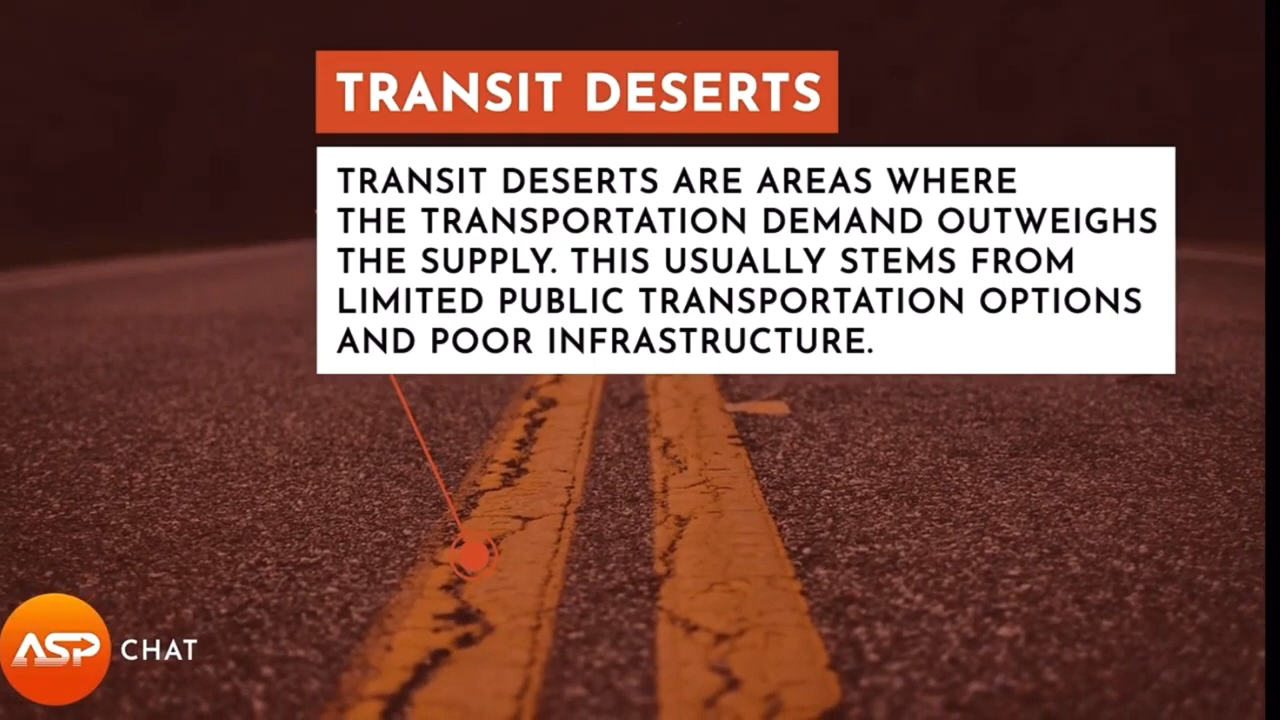 TRANSIT DESERTS
TRANSIT DESERTS ARE AREAS WHERE
THE TRANSPORTATION DEMAND OUTWEIGHS
THE SUPPLY. THIS USUALLY STEMS FROM
LIMITED PUBLIC TRANSPORTATION OPTIONS
AND POOR INFRASTRUCTURE.
ASP CHAT